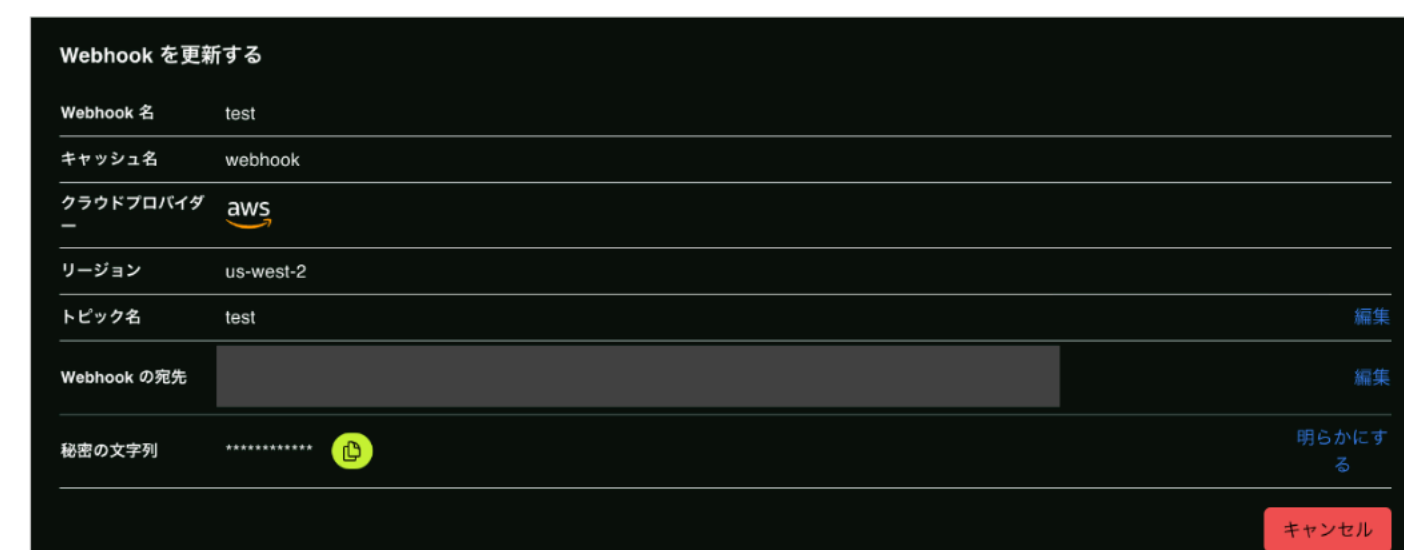 Webhook を更新する
Webhook 名 test
キャッシュ名 webhook
クラウドプロバイダ
ー
aws
リージョン us-west-2
トピック名 test 編集
Webhook の宛先 編集
秘密の文字列 ************ 明らかにす
る
キャンセル